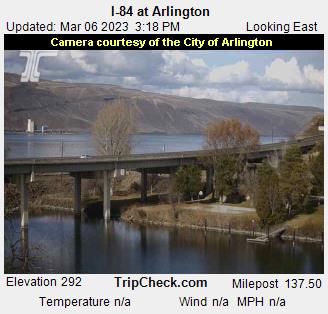 I-84 at Arlington
Updated: Mar 06 2023 3:18 PM Looking East
Camera courtesy of the City of Arlington
Elevation 292 TripCheck.com Milepost 137.50
Temperature n/a Wind n/a MPH n/a